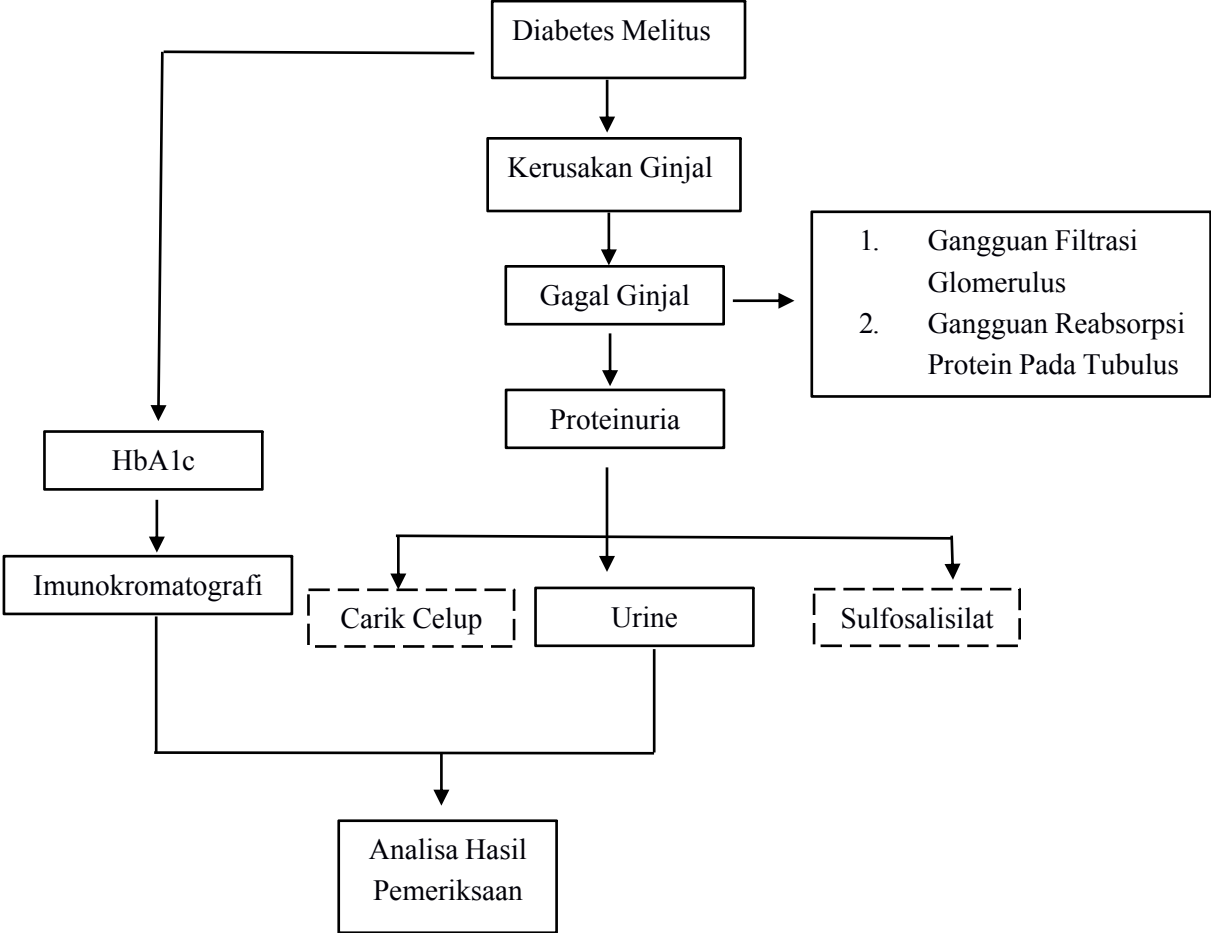 Diabetes Melitus
Kerusakan Ginjal
1. Gangguan Filtrasi
Glomerulus
2. Gangguan Reabsorpsi
Protein Pada Tubulus
Gagal Ginjal
Proteinuria
HbA1c
Imunokromatografi
Carik Celup
Urine
Sulfosalisilat
Analisa Hasil
Pemeriksaan